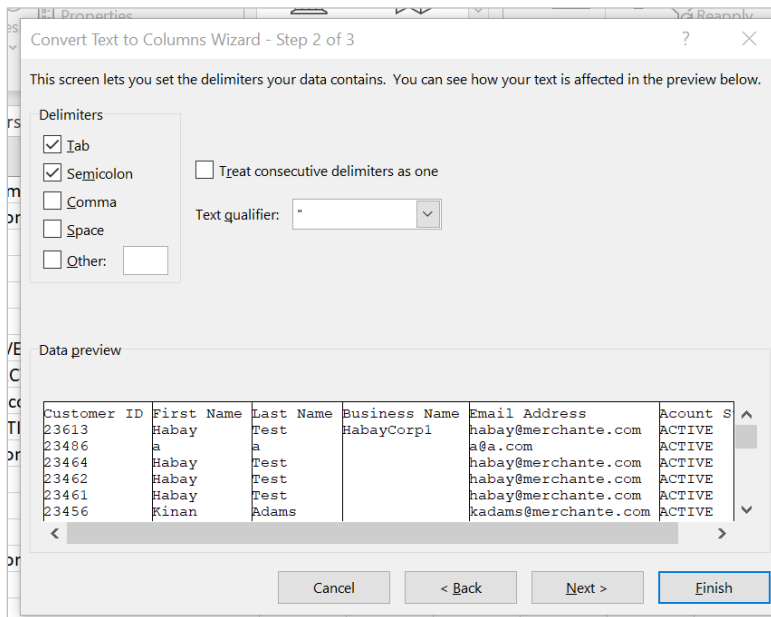 Properties
Reapply
Convert Text to Columns Wizard - Step 2 of 3 ?
This screen lets you set the delimiters your data contains. You can see how your text is affected in the preview below.
Delimiters
Tab
Semicolon
Comma
Space
Other:
Treat consecutive delimiters as one
Text qualifier: "
Data preview
Customer ID First Name Last Name Business Name Email Address Acount S
23613 Habay Test HabayCorp1 habay@merchante.com ACTIVE
23486 a a a@a.com ACTIVE
23464 Habay Test habay@merchante.com ACTIVE
23462 Habay Test habay@merchante.com ACTIVE
23461 Habay Test habay@merchante.com ACTIVE
23456 Kinan Adams kadams@merchante.com ACTIVE
Cancel < Back Next > Finish